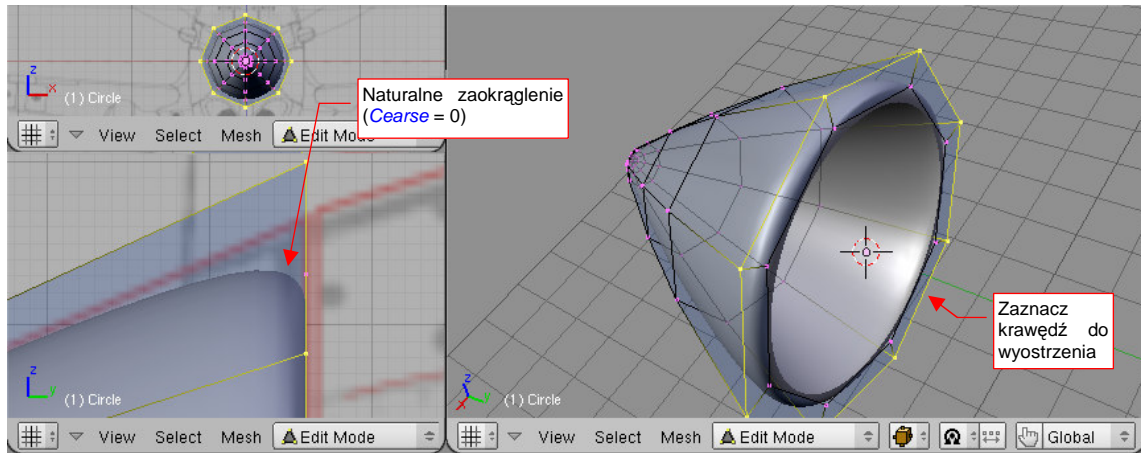 z
x
(1) Circle
Naturalne zaokrąglenie
(Cearse = 0)
View Select Mesh Edit Mode
z
y
(1) Circle
View Select Mesh Edit Mode
Zaznacz
krawędź do
wyostrzenia
z
y
x
(1) Circle
View Select Mesh Edit Mode Global